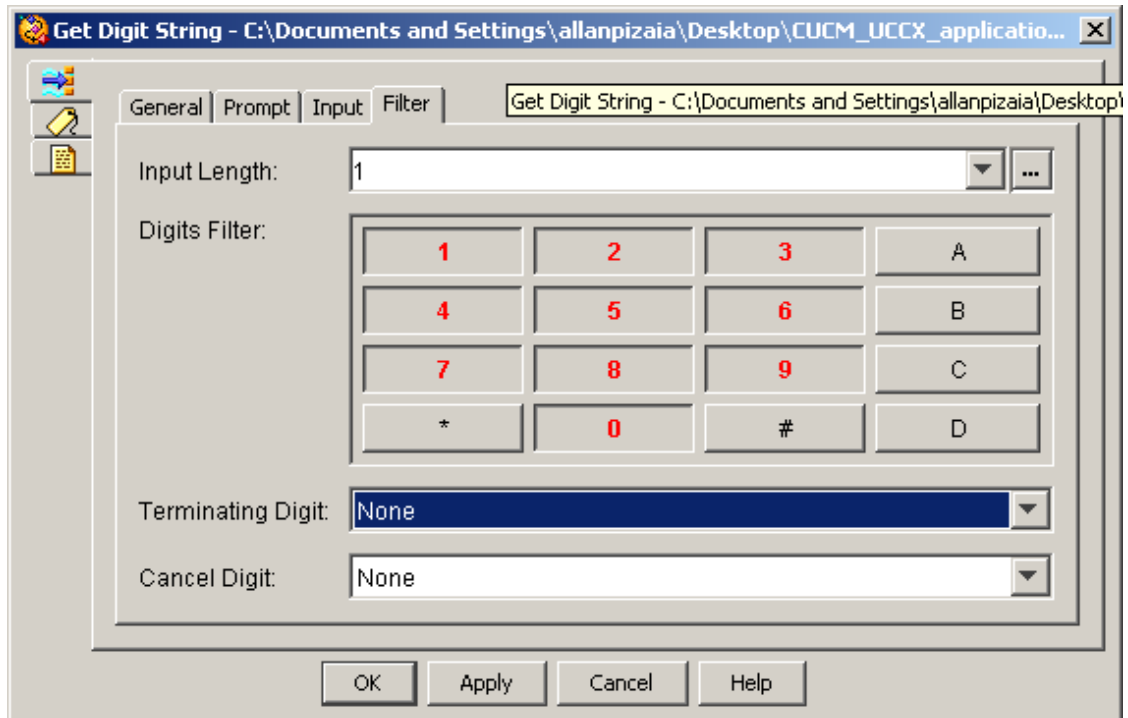 Get Digit String - C:\Documents and Settings\allanpizaia\Desktop\CUCM_UCCX_applicatio...
General Prompt Input Filter
Get Digit String - C:\Documents and Settings\allanpizaia\Desktop\
Input Length: 1 ...
Digits Filter:
1 2 3 A
4 5 6 B
7 8 9 C
* 0 # D
Terminating Digit: None
Cancel Digit: None
OK Apply Cancel Help